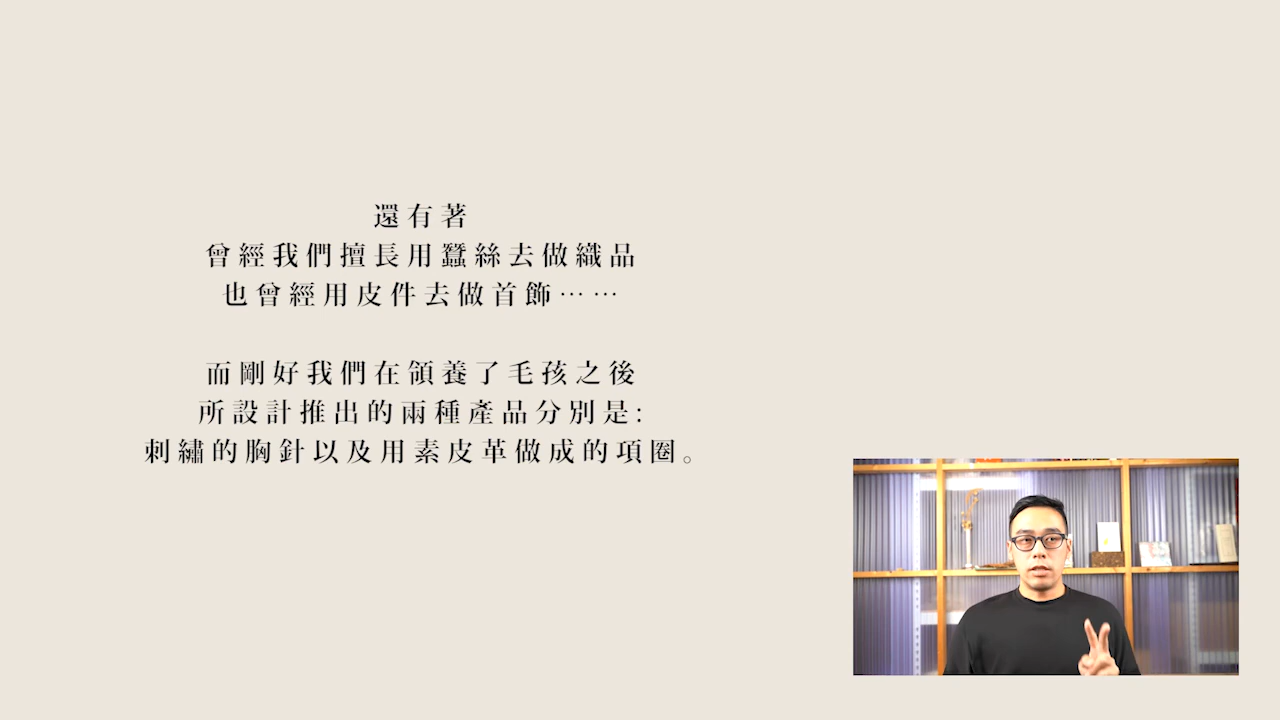 還有著
曾經我們擅長用蠶絲去做織品
也曾經用皮件去做首飾⋯⋯
而剛好我們在領養了毛孩之後
所設計推出的兩種產品分別是:
刺繡的胸針以及用素皮革做成的項圈。